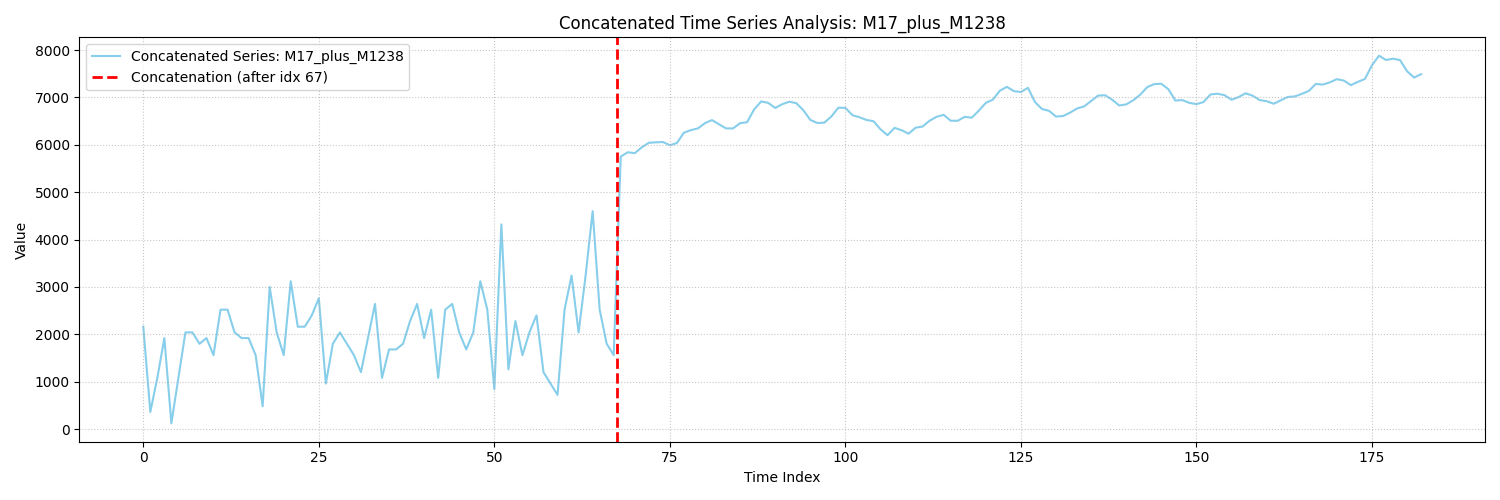 Concatenated Time Series Analysis: M17_plus_M1238
Concatenated Series: M17_plus_M1238
Concatenation (after idx 67)
Value
8000
7000
6000
5000
4000
3000
2000
1000
0
0 25 50 75 100 125 150 175
Time Index